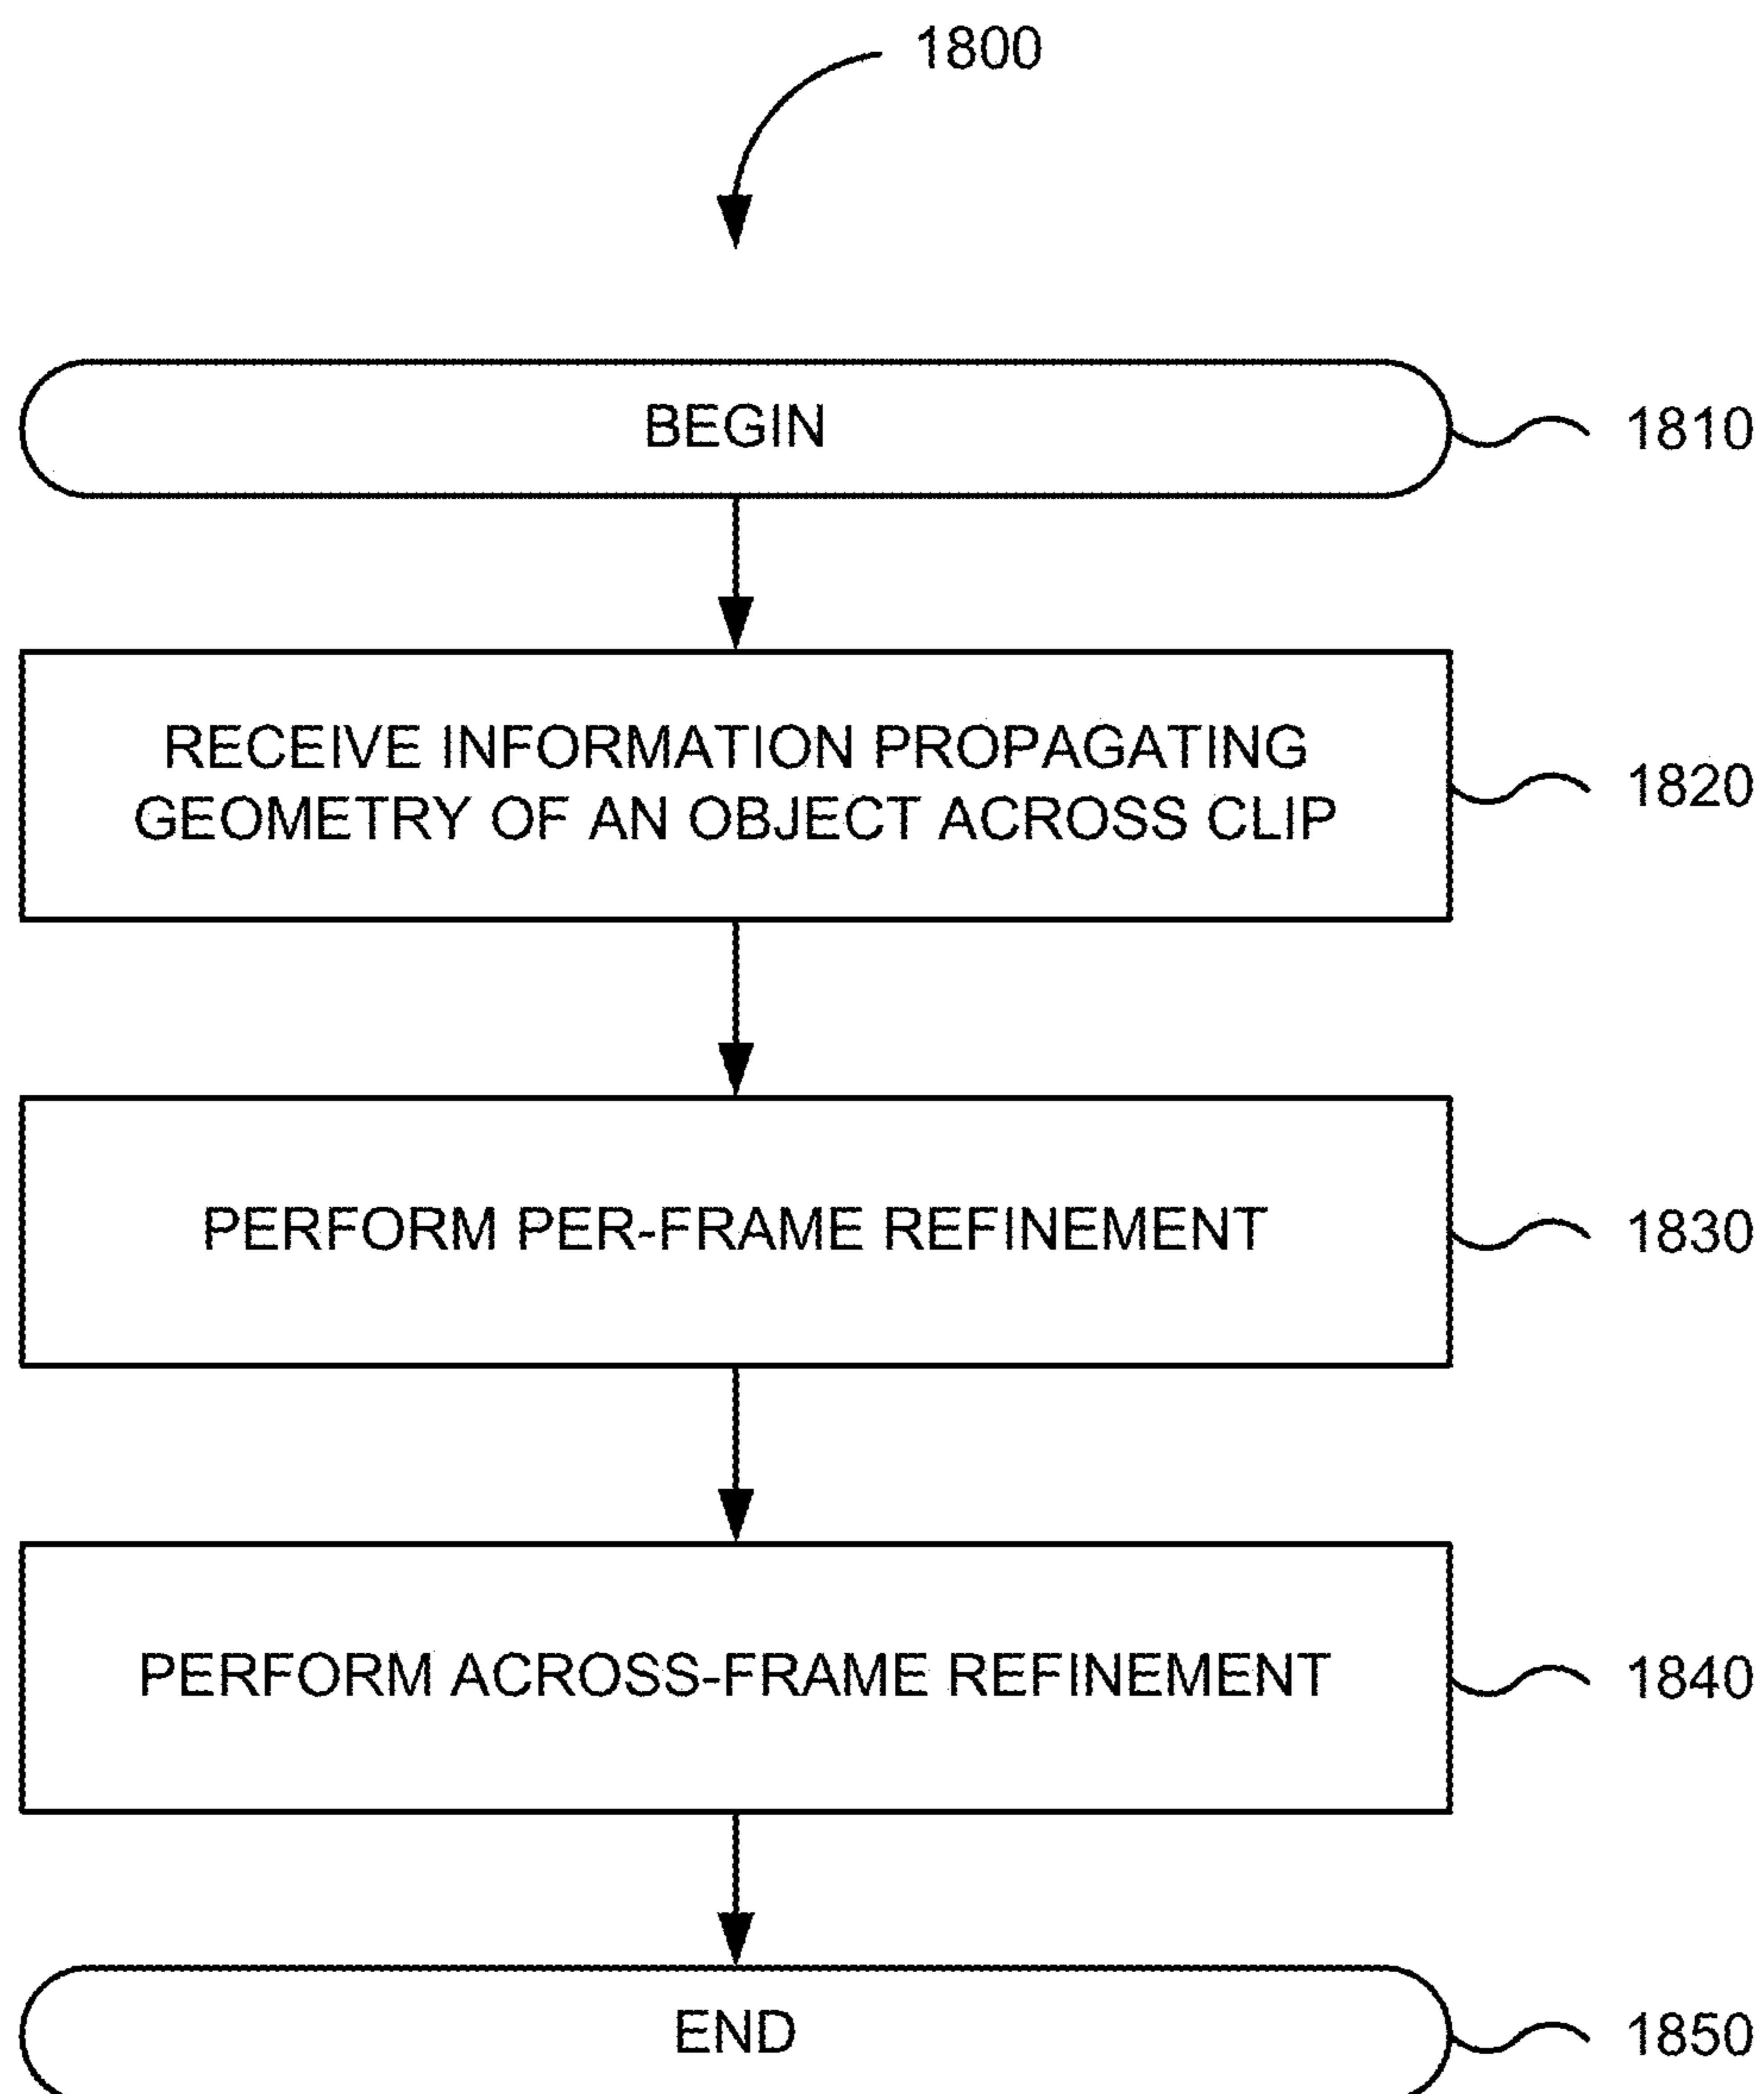 1800
BEGIN
1810
RECEIVE INFORMATION PROPAGATING
GEOMETRY OF AN OBJECT ACROSS CLIP
1820
PERFORM PER-FRAME REFINEMENT
1830
PERFORM ACROSS-FRAME REFINEMENT
1840
END
1850